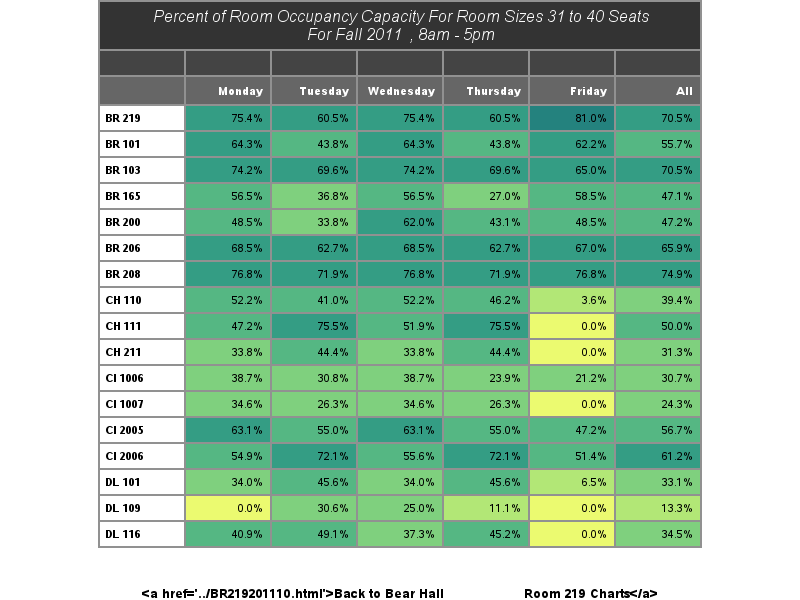 Percent of Room Occupancy Capacity For Room Sizes 31 to 40 Seats
For Fall 2011 , 8am - 5pm
Monday Tuesday Wednesday Thursday Friday All
BR 219 75.4% 60.5% 75.4% 60.5% 81.0% 70.5%
BR 101 64.3% 43.8% 64.3% 43.8% 62.2% 55.7%
BR 103 74.2% 69.6% 74.2% 69.6% 65.0% 70.5%
BR 165 56.5% 36.8% 56.5% 27.0% 58.5% 47.1%
BR 200 48.5% 33.8% 62.0% 43.1% 48.5% 47.2%
BR 206 68.5% 62.7% 68.5% 62.7% 67.0% 65.9%
BR 208 76.8% 71.9% 76.8% 71.9% 76.8% 74.9%
CH 110 52.2% 41.0% 52.2% 46.2% 3.6% 39.4%
CH 111 47.2% 75.5% 51.9% 75.5% 0.0% 50.0%
CH 211 33.8% 44.4% 33.8% 44.4% 0.0% 31.3%
CI 1006 38.7% 30.8% 38.7% 23.9% 21.2% 30.7%
CI 1007 34.6% 26.3% 34.6% 26.3% 0.0% 24.3%
CI 2005 63.1% 55.0% 63.1% 55.0% 47.2% 56.7%
CI 2006 54.9% 72.1% 55.6% 72.1% 51.4% 61.2%
DL 101 34.0% 45.6% 34.0% 45.6% 6.5% 33.1%
DL 109 0.0% 30.6% 25.0% 11.1% 0.0% 13.3%
DL 116 40.9% 49.1% 37.3% 45.2% 0.0% 34.5%
<a href='../BR219201110.html'>Back to Bear Hall Room 219 Charts</a>